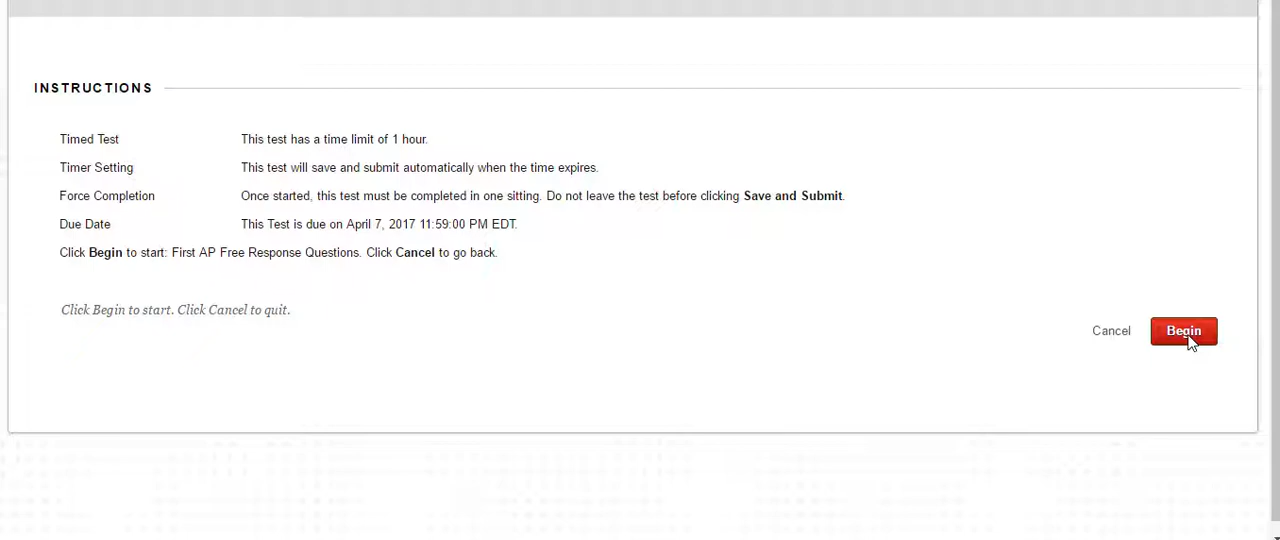 INSTRUCTIONS
Timed Test This test has a time limit of 1 hour.
Timer Setting This test will save and submit automatically when the time expires.
Force Completion Once started, this test must be completed in one sitting. Do not leave the test before clicking Save and Submit.
Due Date This Test is due on April 7, 2017 11:59:00 PM EDT.
Click Begin to start: First AP Free Response Questions. Click Cancel to go back.
Click Begin to start. Click Cancel to quit.
Cancel Begin